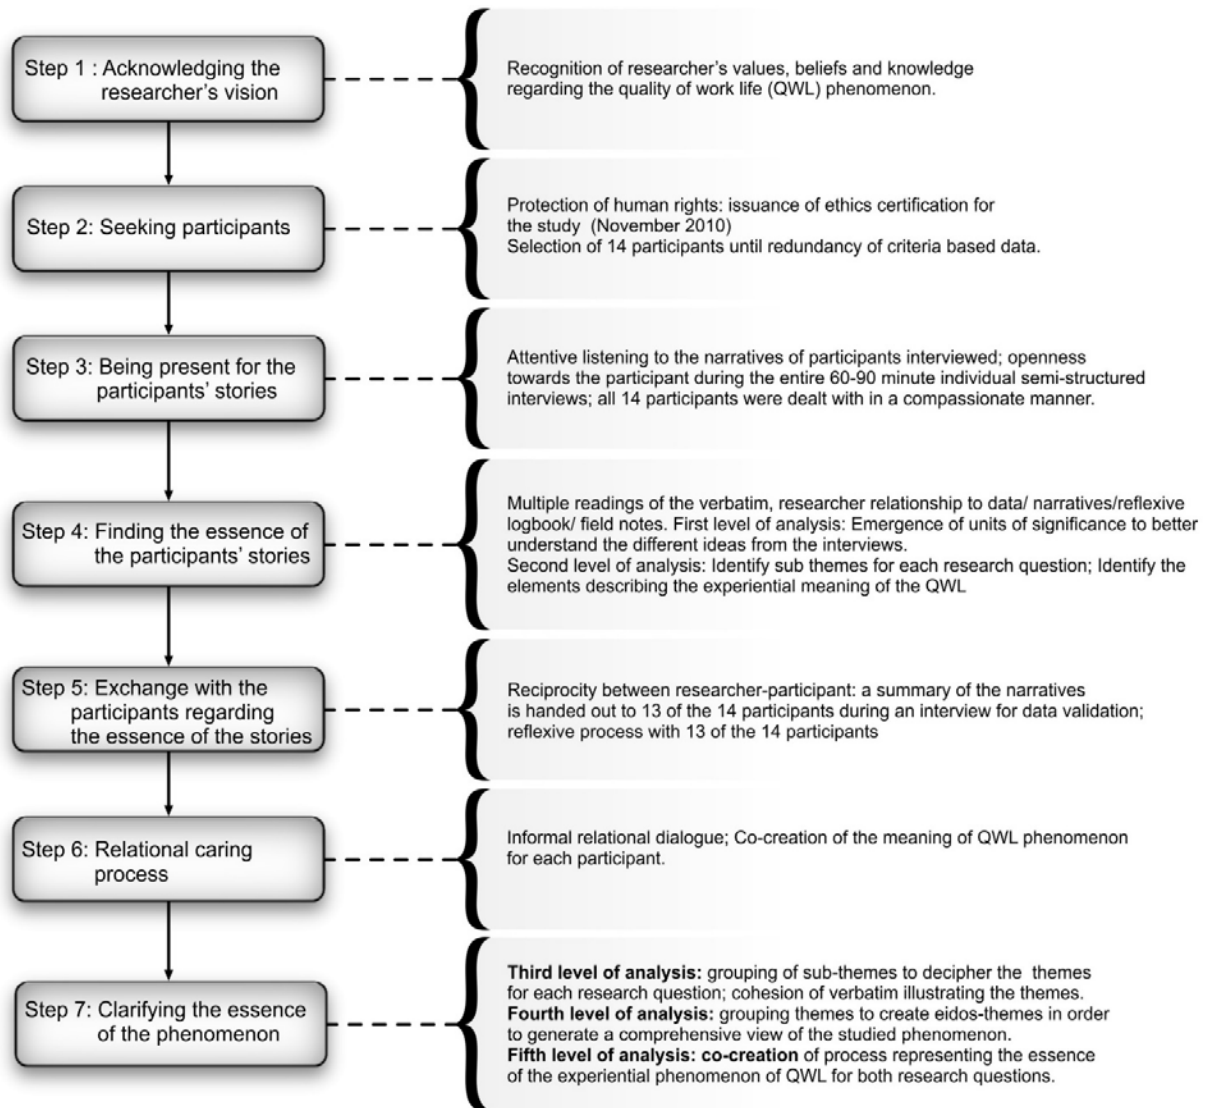 Step 1 : Acknowledging the
researcher's vision
Recognition of researcher's values, beliefs and knowledge
regarding the quality of work life (QWL) phenomenon.
Step 2: Seeking participants
Protection of human rights: issuance of ethics certification for
the study (November 2010)
Selection of 14 participants until redundancy of criteria based data.
Step 3: Being present for the
participants' stories
Attentive listening to the narratives of participants interviewed; openness
towards the participant during the entire 60-90 minute individual semi-structured
interviews; all 14 participants were dealt with in a compassionate manner.
Step 4: Finding the essence of
the participants' stories
Multiple readings of the verbatim, researcher relationship to data/ narratives/reflexive
logbook/ field notes. First level of analysis: Emergence of units of significance to better
understand the different ideas from the interviews.
Second level of analysis: Identify sub themes for each research question; Identify the
elements describing the experiential meaning of the QWL
Step 5: Exchange with the
participants regarding
the essence of the stories
Reciprocity between researcher-participant: a summary of the narratives
is handed out to 13 of the 14 participants during an interview for data validation;
reflexive process with 13 of the 14 participants
Step 6: Relational caring
process
Informal relational dialogue; Co-creation of the meaning of QWL phenomenon
for each participant.
Step 7: Clarifying the essence
of the phenomenon
Third level of analysis: grouping of sub-themes to decipher the themes
for each research question; cohesion of verbatim illustrating the themes.
Fourth level of analysis: grouping themes to create eidos-themes in order
to generate a comprehensive view of the studied phenomenon.
Fifth level of analysis: co-creation of process representing the essence
of the experiential phenomenon of QWL for both research questions.